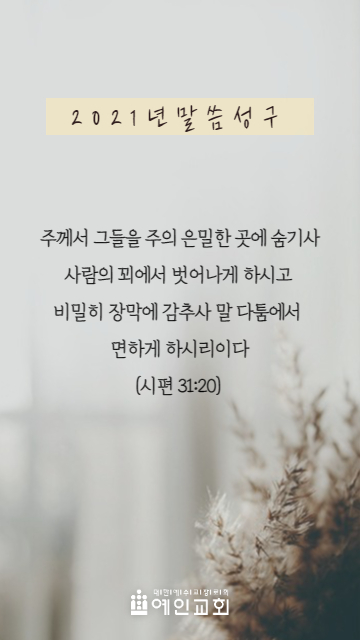 2021년말씀성구
주께서 그들을 주의 은밀한 곳에 숨기사
사람의 꾀에서 벗어나게 하시고
비밀히 장막에 감추사 말 다툼에서
면하게 하시리이다
(시편 31:20)
예인교회